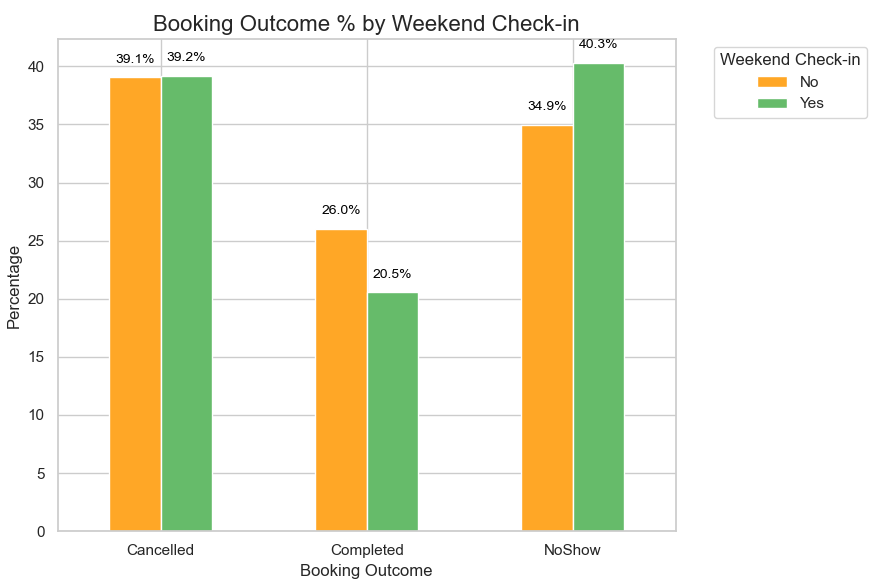 Booking Outcome % by Weekend Check-in
Weekend Check-in
No
Yes
Percentage
40
35
30
25
20
15
10
5
0
39.1%
39.2%
26.0%
20.5%
34.9%
40.3%
Cancelled
Completed
NoShow
Booking Outcome